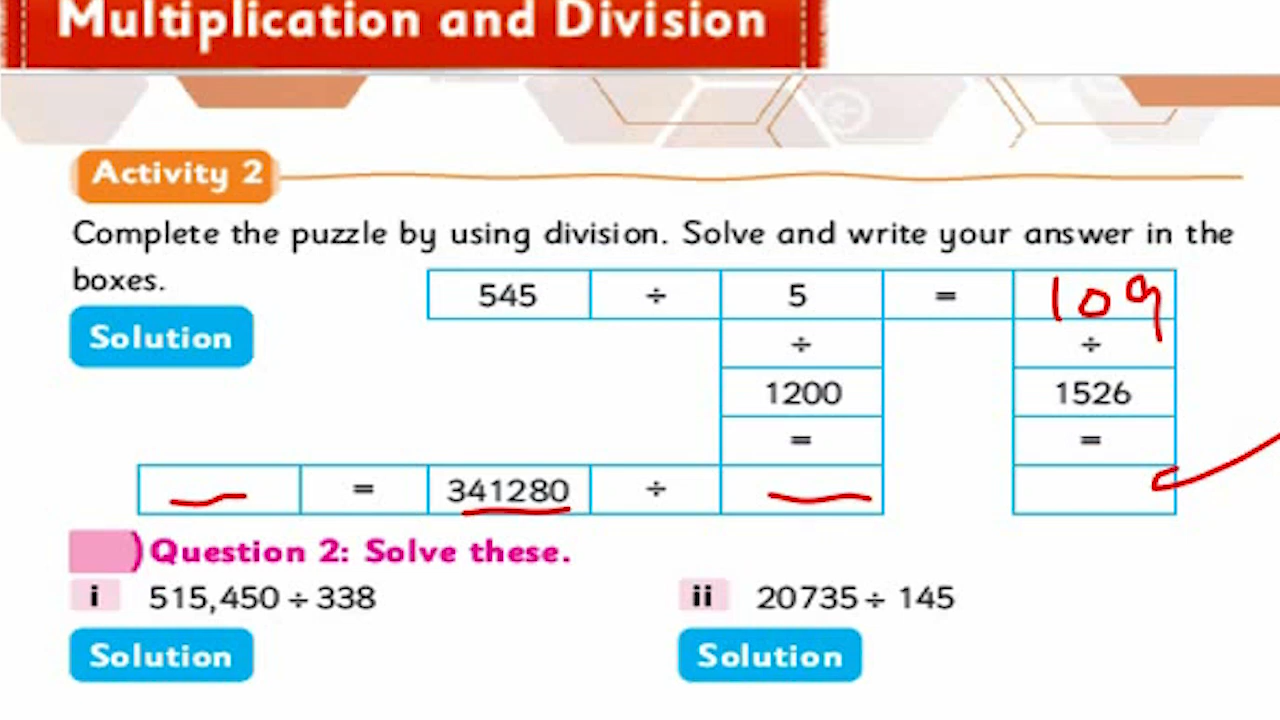 Multiplication and Division
Activity 2
Complete the puzzle by using division. Solve and write your answer in the
boxes.
545 ÷ 5 = 109
Solution
÷ ÷
1200 1526
= =
= 341280 ÷
Question 2: Solve these.
i 515,450 ÷ 338 ii 20735 ÷ 145
Solution Solution